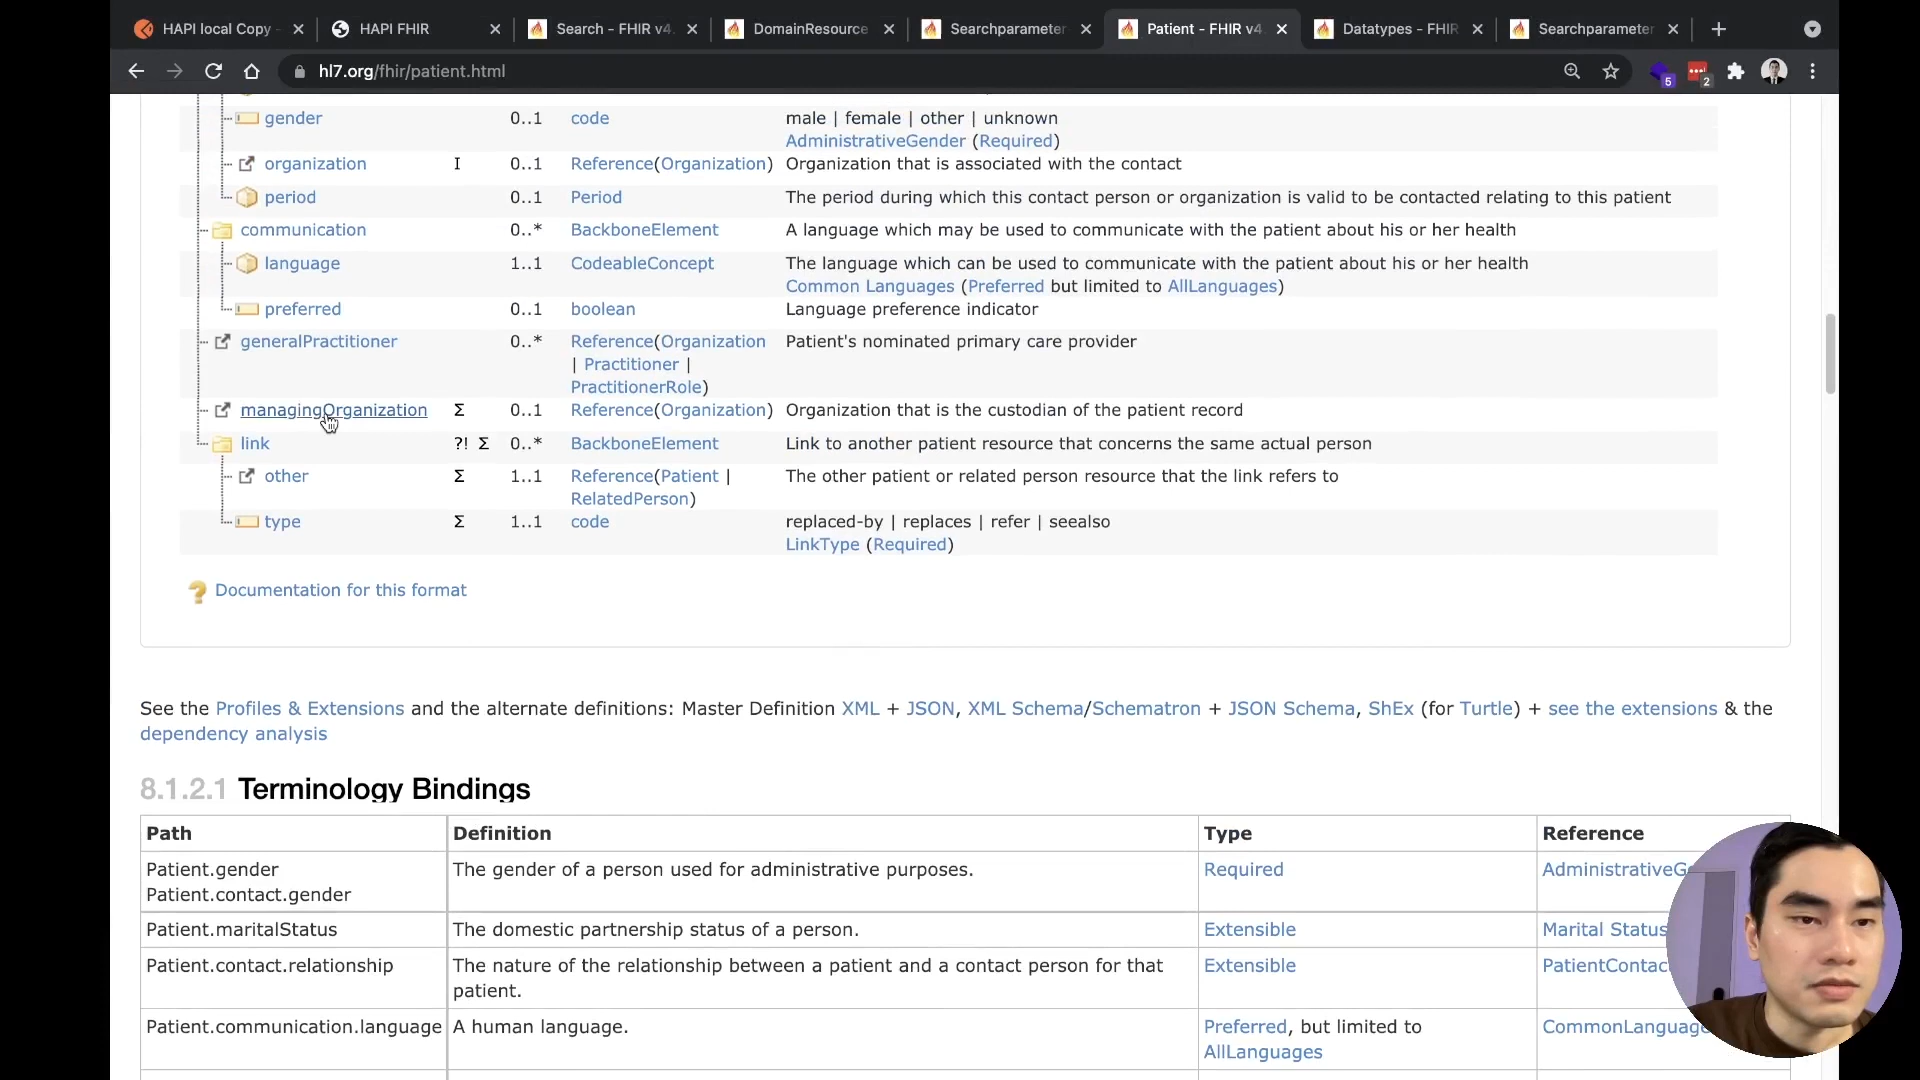 HAPI local Copy
HAPI FHIR
Search - FHIR v4.
DomainResource
Searchparameter
Patient - FHIR v4.
Datatypes - FHIR
Searchparameter
hl7.org/fhir/patient.html
5
2
gender 0..1 code male | female | other | unknown
AdministrativeGender (Required)
organization I 0..1 Reference(Organization) Organization that is associated with the contact
period 0..1 Period The period during which this contact person or organization is valid to be contacted relating to this patient
communication 0..* BackboneElement A language which may be used to communicate with the patient about his or her health
language 1..1 CodeableConcept The language which can be used to communicate with the patient about his or her health
Common Languages (Preferred but limited to AllLanguages)
preferred 0..1 boolean Language preference indicator
generalPractitioner 0..* Reference(Organization Patient's nominated primary care provider
| Practitioner |
PractitionerRole)
managingOrganization Σ 0..1 Reference(Organization) Organization that is the custodian of the patient record
link ?! Σ 0..* BackboneElement Link to another patient resource that concerns the same actual person
other Σ 1..1 Reference(Patient | The other patient or related person resource that the link refers to
RelatedPerson)
type Σ 1..1 code replaced-by | replaces | refer | seealso
LinkType (Required)
Documentation for this format
See the Profiles & Extensions and the alternate definitions: Master Definition XML + JSON, XML Schema/Schematron + JSON Schema, ShEx (for Turtle) + see the extensions & the
dependency analysis
8.1.2.1 Terminology Bindings
Path Definition Type Reference
Patient.gender The gender of a person used for administrative purposes. Required AdministrativeGe
Patient.contact.gender
Patient.maritalStatus The domestic partnership status of a person. Extensible Marital Status
Patient.contact.relationship The nature of the relationship between a patient and a contact person for that Extensible PatientContac
patient.
Patient.communication.language A human language. Preferred, but limited to CommonLanguage
AllLanguages